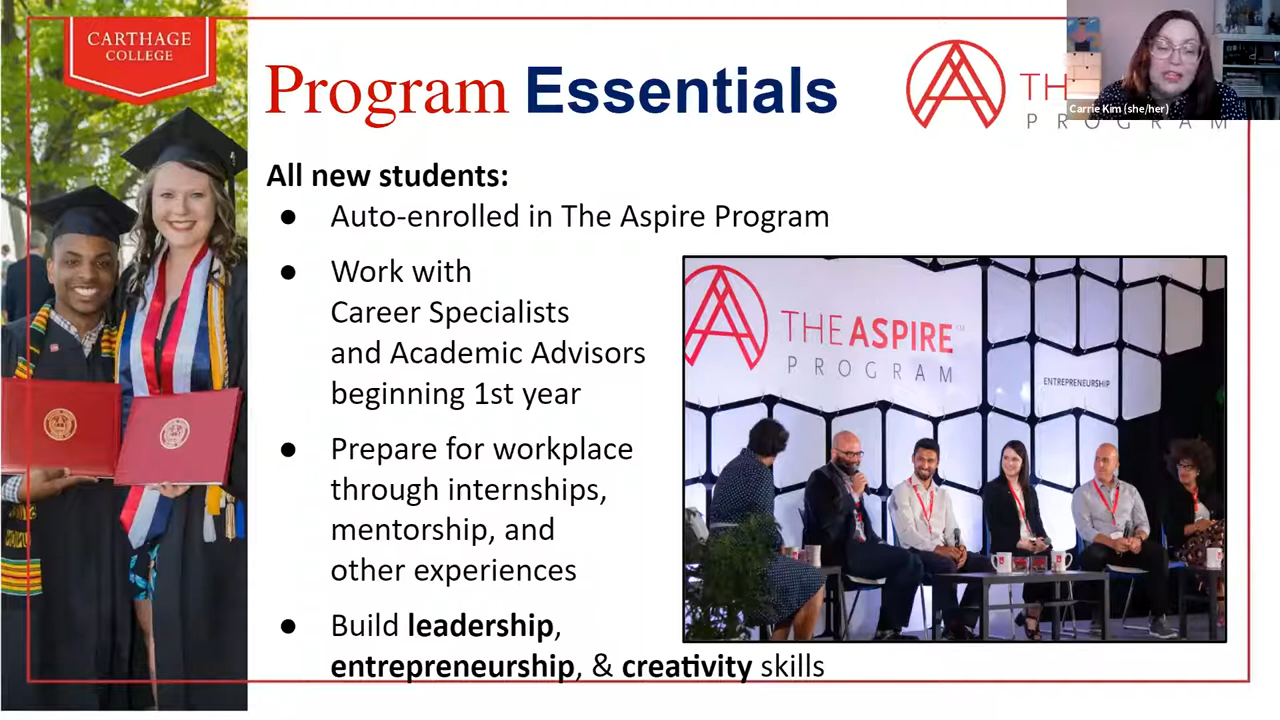 CARTHAGE
COLLEGE
Program Essentials
TH
PROGRAM
Carrie Kim (she/her)
All new students:
● Auto-enrolled in The Aspire Program
● Work with
Career Specialists
and Academic Advisors
beginning 1st year
● Prepare for workplace
through internships,
mentorship, and
other experiences
● Build leadership,
entrepreneurship, & creativity skills
THE ASPIRE
PROGRAM
ENTREPRENEURSHIP